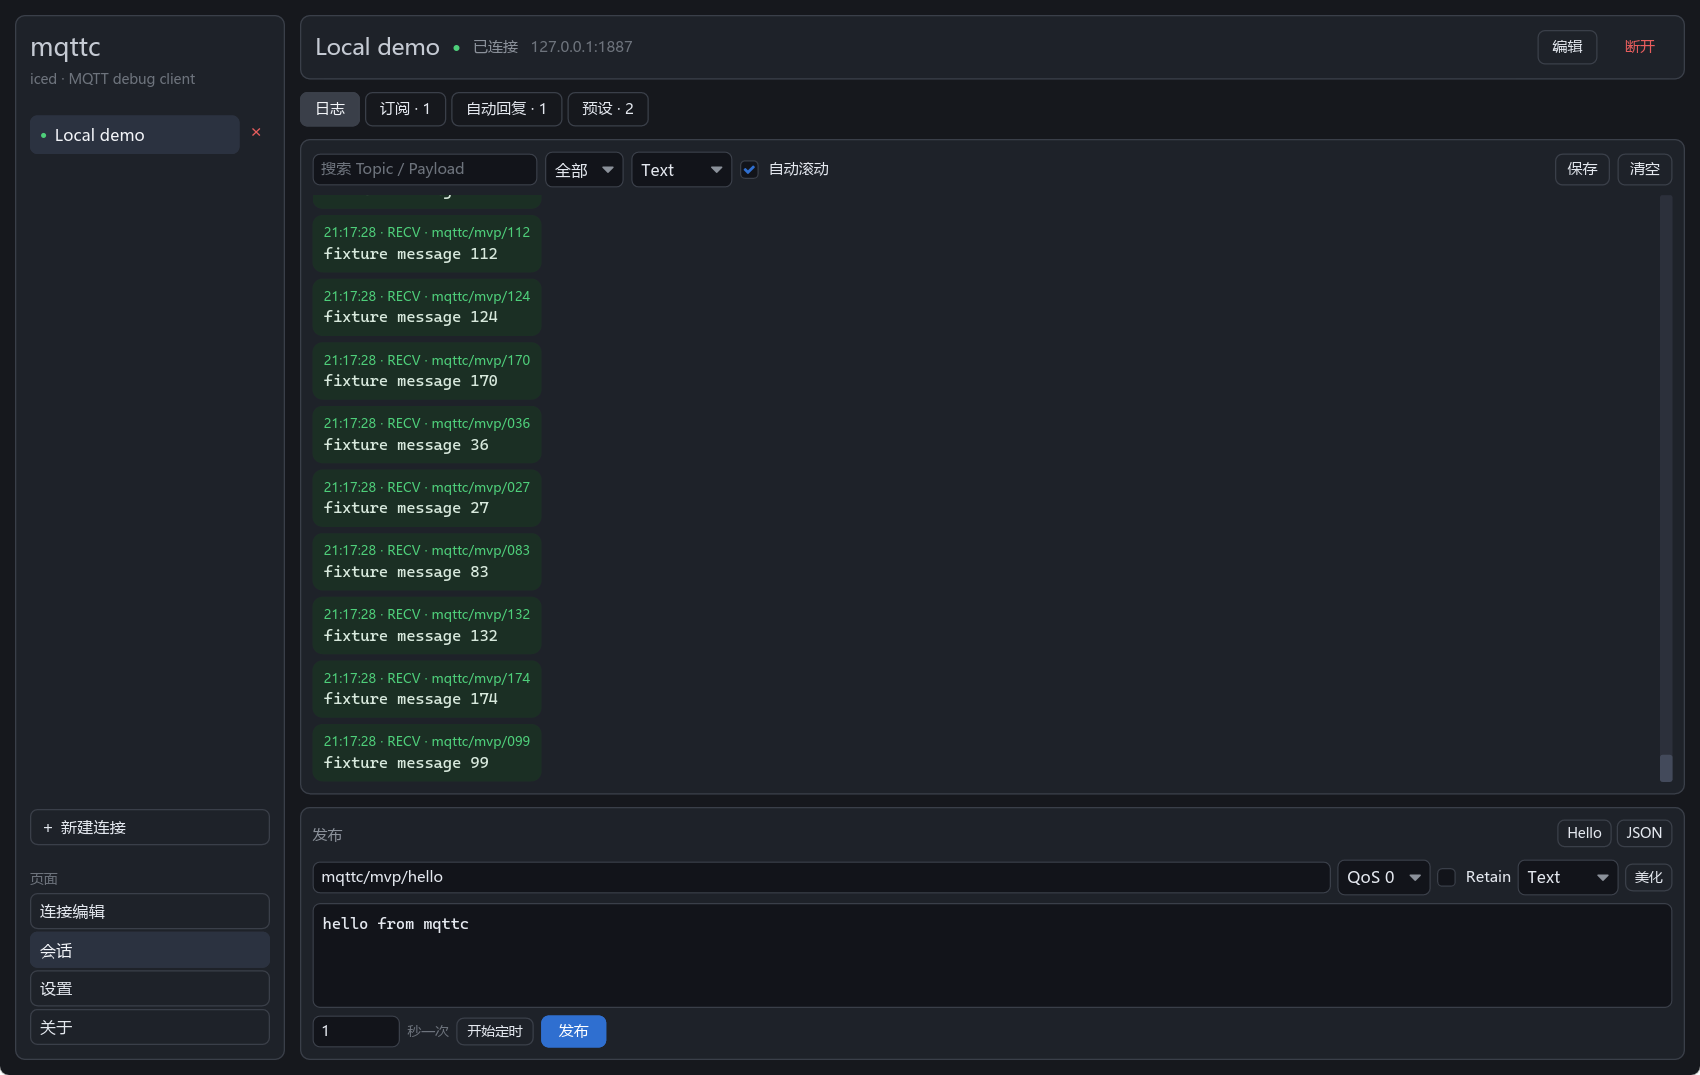 mqttc
iced · MQTT debug client
Local demo
×
+ 新建连接
页面
连接编辑
会话
设置
关于
Local demo 已连接 127.0.0.1:1887
编辑 断开
日志 订阅 · 1 自动回复 · 1 预设 · 2
搜索 Topic / Payload 全部 Text 自动滚动 保存 清空
21:17:28 · RECV · mqttc/mvp/112
fixture message 112
21:17:28 · RECV · mqttc/mvp/124
fixture message 124
21:17:28 · RECV · mqttc/mvp/170
fixture message 170
21:17:28 · RECV · mqttc/mvp/036
fixture message 36
21:17:28 · RECV · mqttc/mvp/027
fixture message 27
21:17:28 · RECV · mqttc/mvp/083
fixture message 83
21:17:28 · RECV · mqttc/mvp/132
fixture message 132
21:17:28 · RECV · mqttc/mvp/174
fixture message 174
21:17:28 · RECV · mqttc/mvp/099
fixture message 99
发布 Hello JSON
mqttc/mvp/hello QoS 0 Retain Text 美化
hello from mqttc
1 秒一次 开始定时 发布